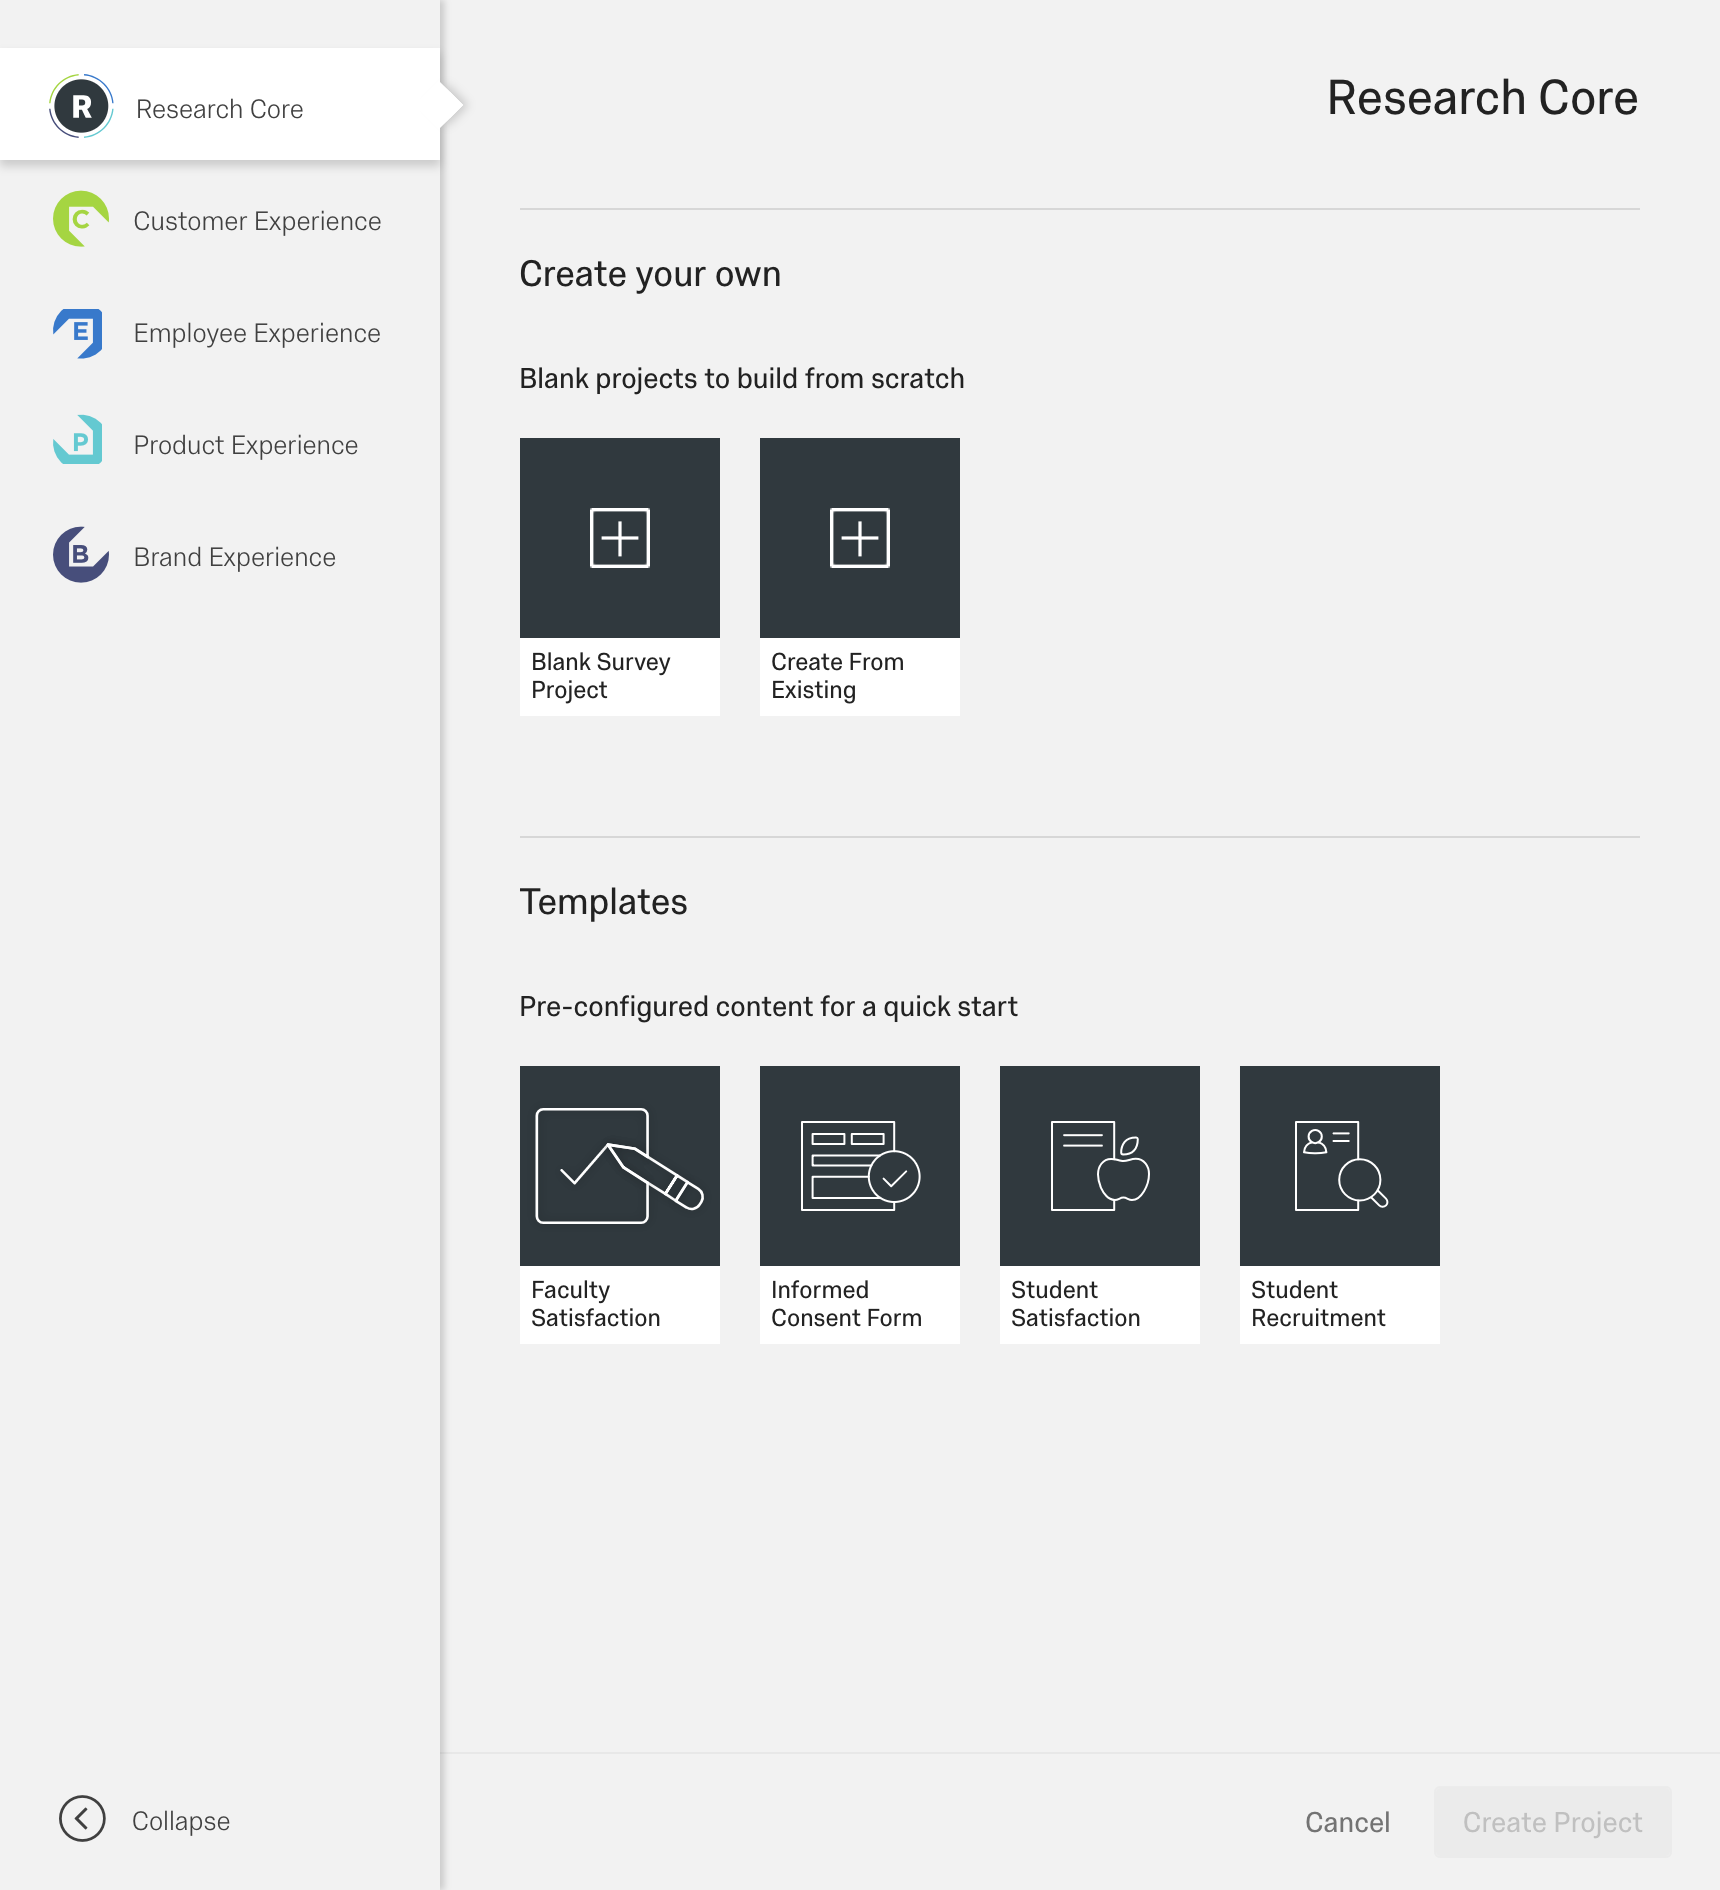 R
Research Core
C
Customer Experience
E
Employee Experience
P
Product Experience
B
Brand Experience
Collapse
Research Core
Create your own
Blank projects to build from scratch
Blank Survey
Project
Create From
Existing
Templates
Pre-configured content for a quick start
Faculty
Satisfaction
Informed
Consent Form
Student
Satisfaction
Student
Recruitment
Cancel
Create Project